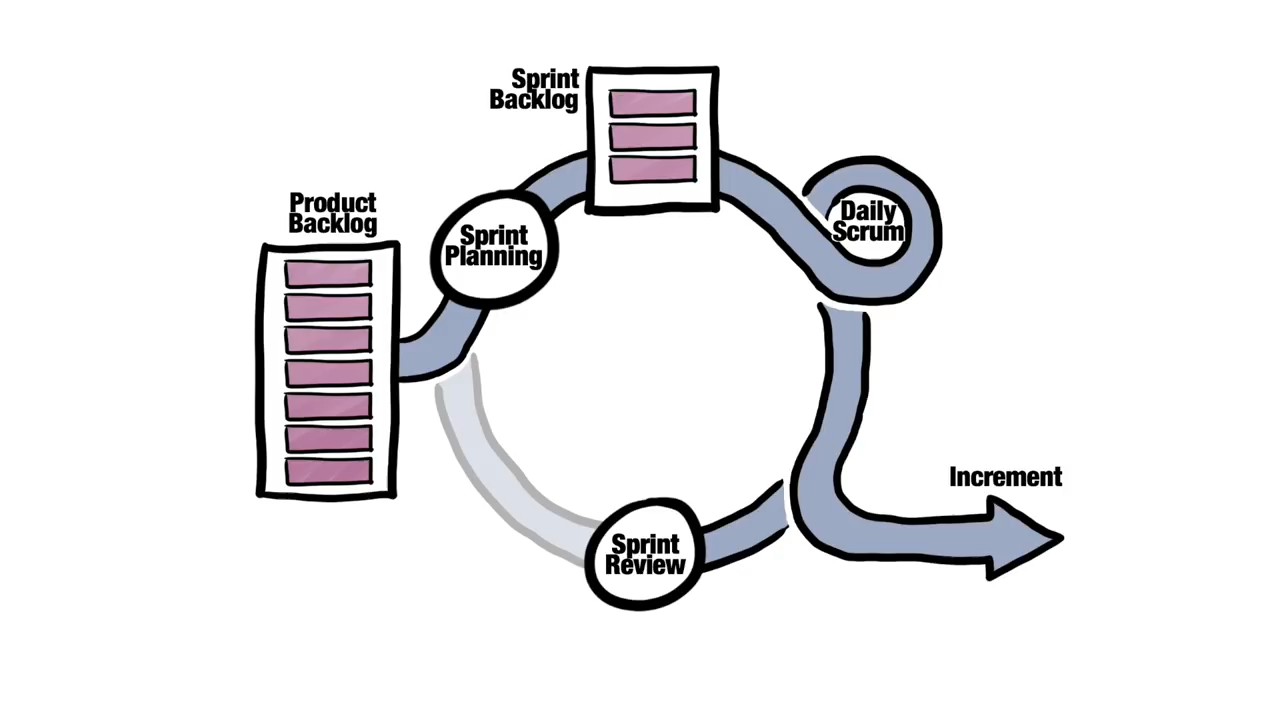 Sprint
Backlog
Product
Backlog
Sprint
Planning
Daily
Scrum
Increment
Sprint
Review